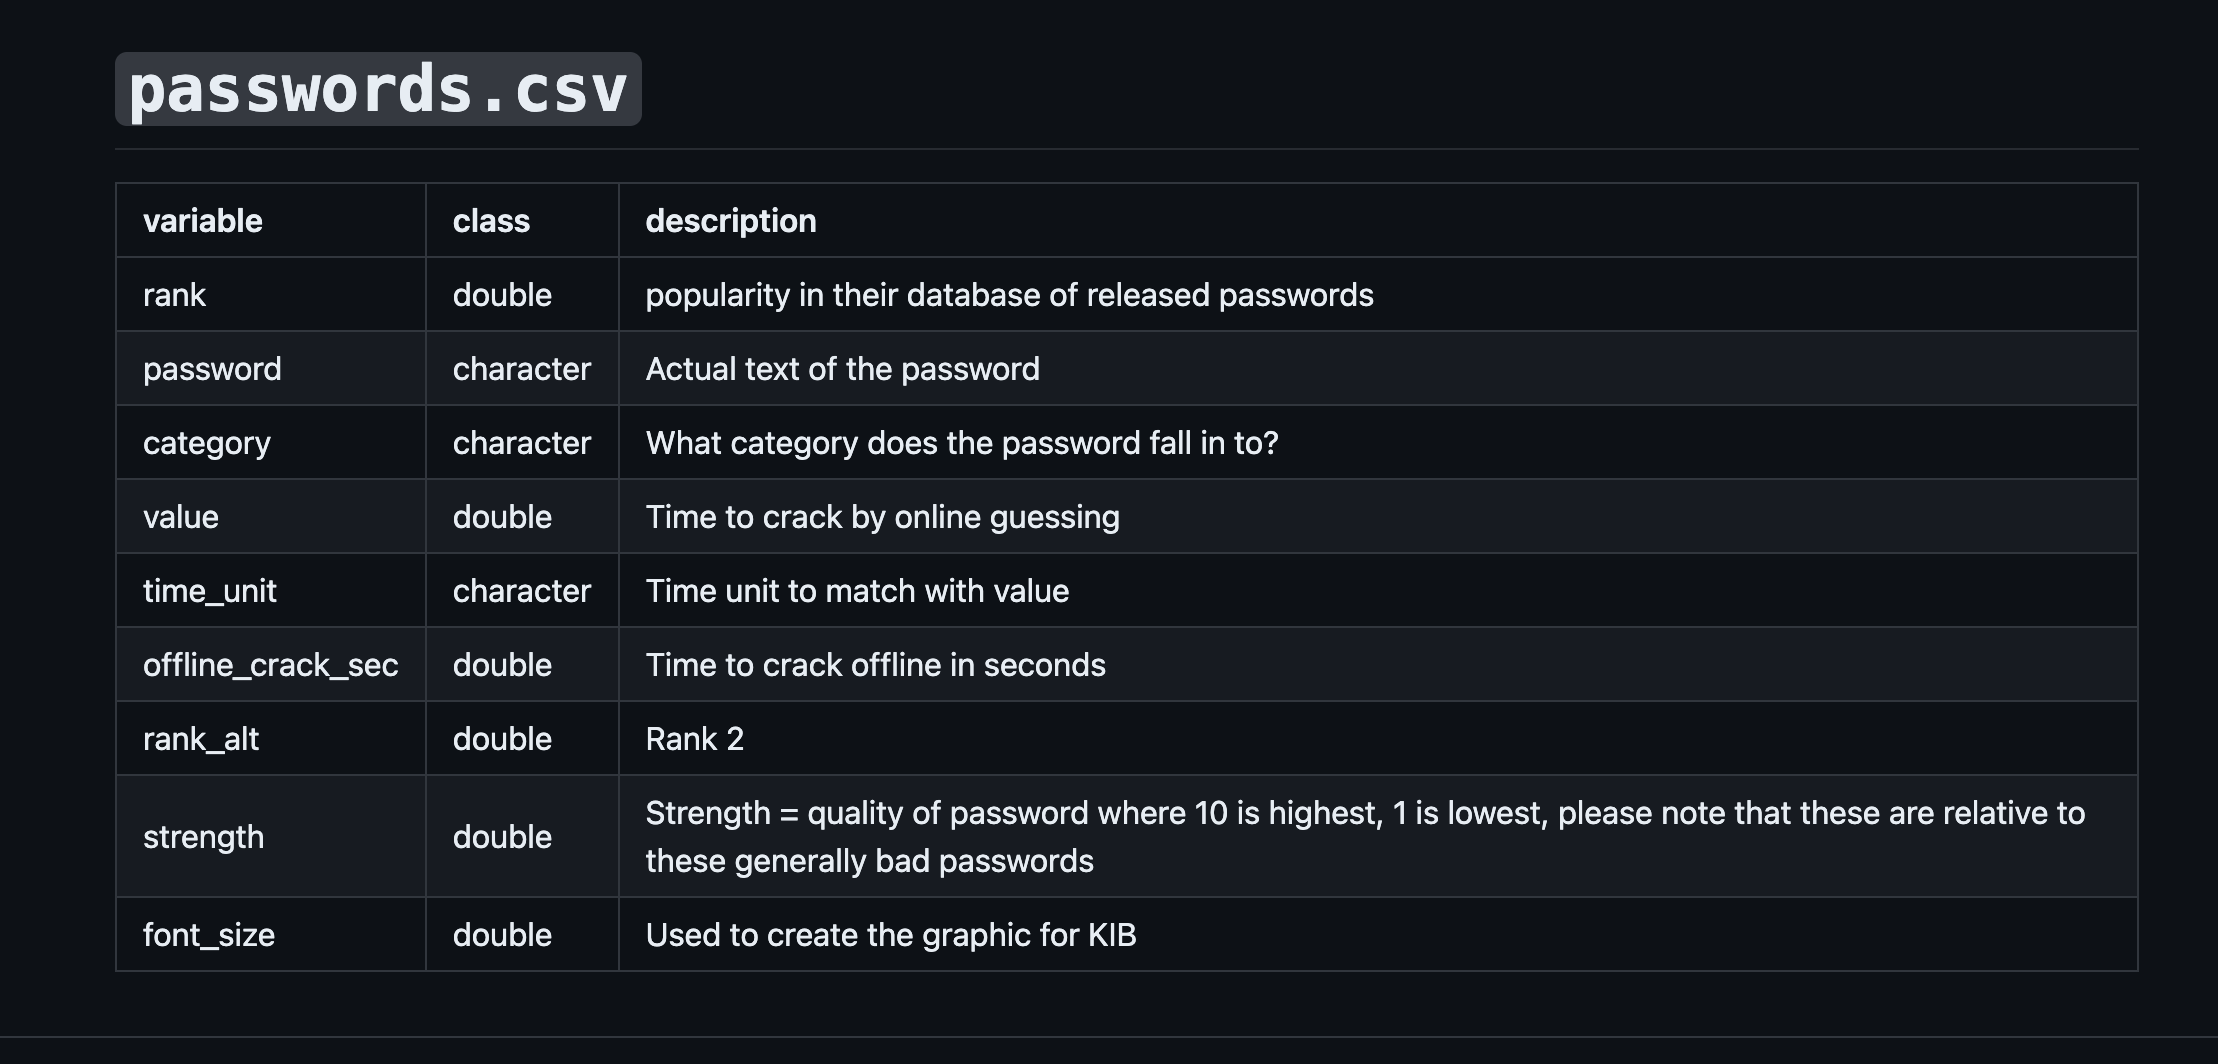 passwords.csv
variable class description
rank double popularity in their database of released passwords
password character Actual text of the password
category character What category does the password fall in to?
value double Time to crack by online guessing
time_unit character Time unit to match with value
offline_crack_sec double Time to crack offline in seconds
rank_alt double Rank 2
strength double Strength = quality of password where 10 is highest, 1 is lowest, please note that these are relative to
these generally bad passwords
font_size double Used to create the graphic for KIB